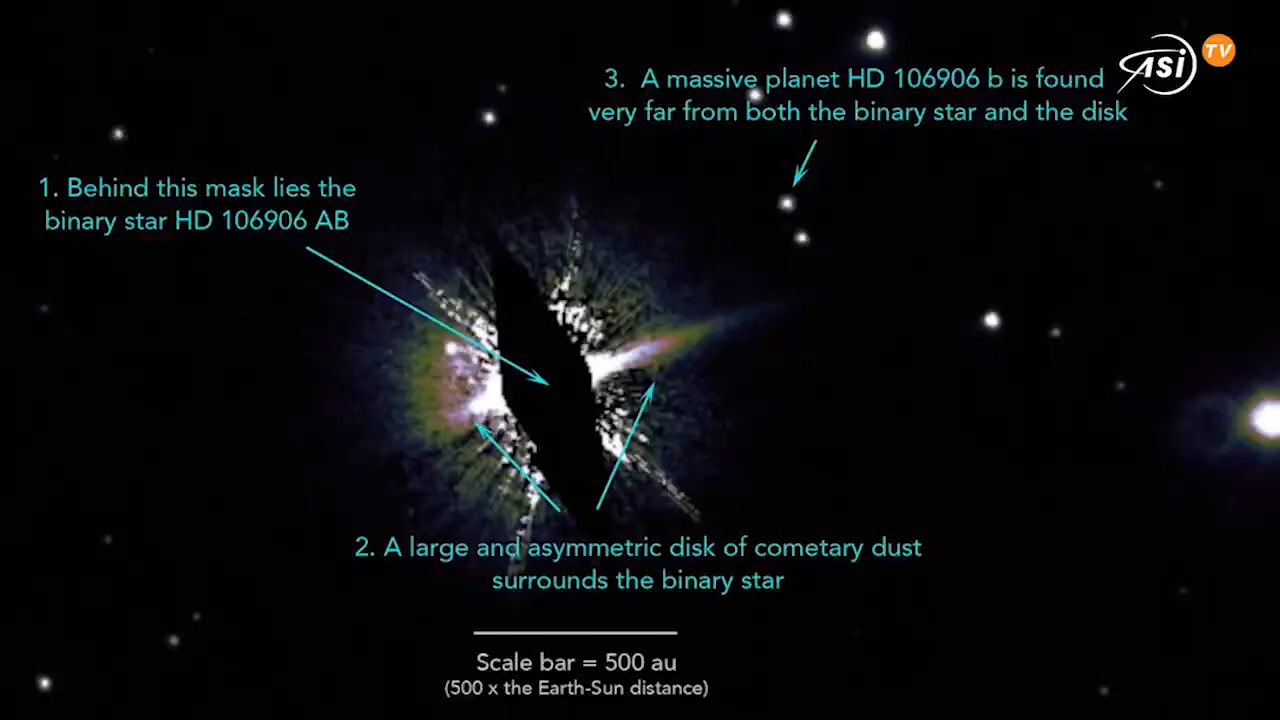 ASI TV
3. A massive planet HD 106906 b is found
very far from both the binary star and the disk
1. Behind this mask lies the
binary star HD 106906 AB
2. A large and asymmetric disk of cometary dust
surrounds the binary star
Scale bar = 500 au
(500 x the Earth-Sun distance)